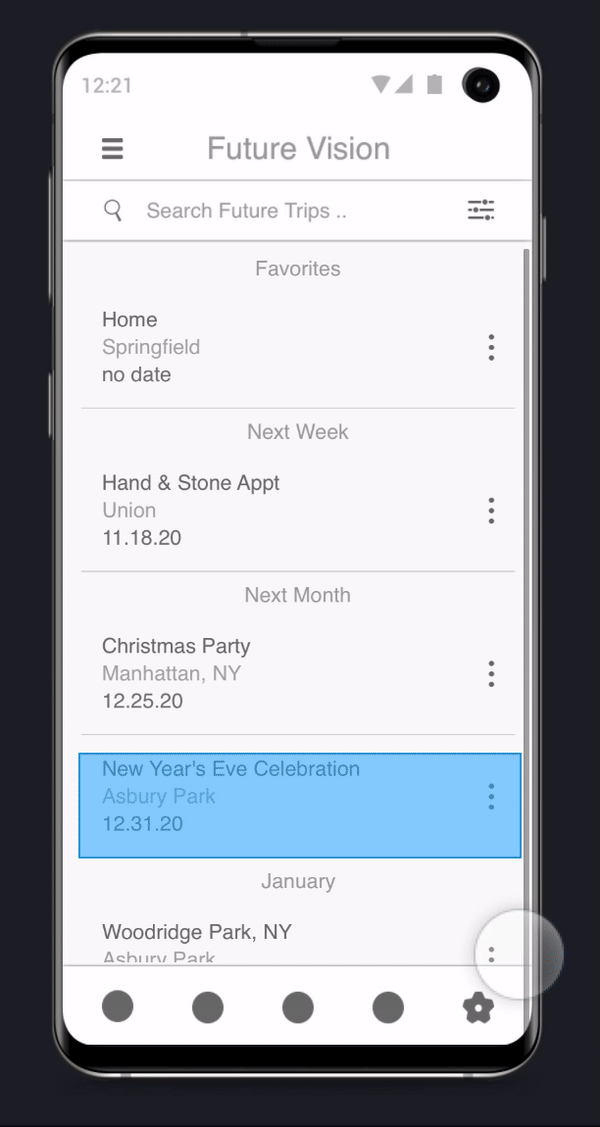 12:21
Future Vision
Search Future Trips ..
Favorites
Home
Springfield
no date
Next Week
Hand & Stone Appt
Union
11.18.20
Next Month
Christmas Party
Manhattan, NY
12.25.20
New Year's Eve Celebration
Asbury Park
12.31.20
January
Woodridge Park, NY
Asbury Park